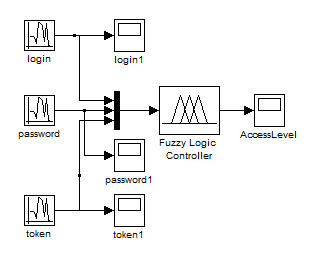 login
login1
password
Fuzzy Logic
Controller
AccessLevel
password1
token
token1